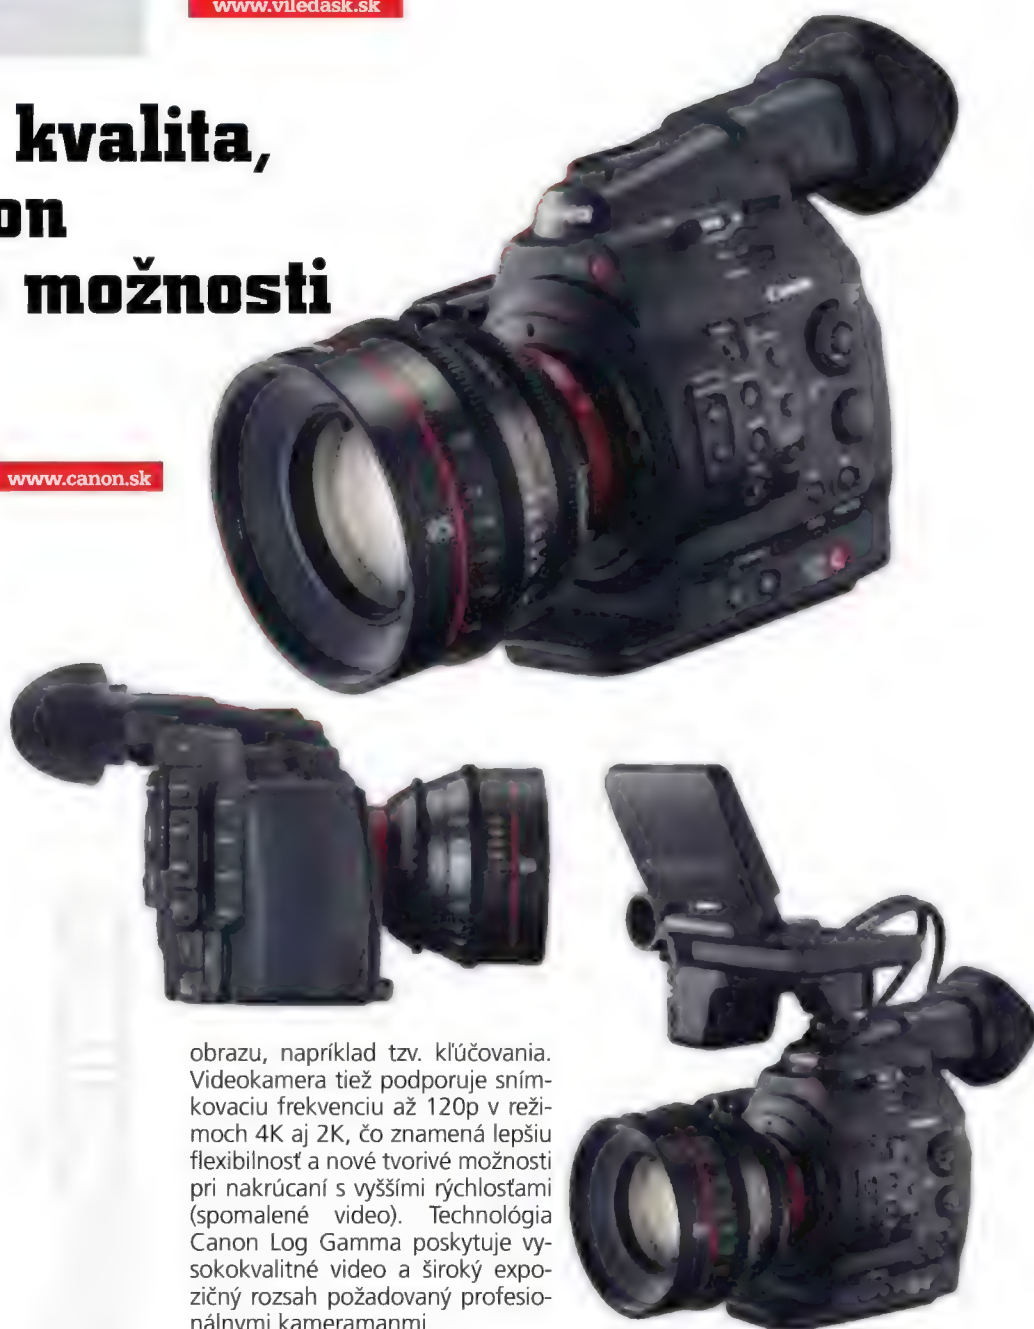 www.viledask.sk
kvalita,
on
možnosti
www.canon.sk
Canon
obrazu, napríklad tzv. kľúčovania.
Videokamera tiež podporuje sním-
kovaciu frekvenciu až 120p v reži-
moch 4K aj 2K, čo znamená lepšiu
flexibilnosť a nové tvorivé možnosti
pri nakrúcaní s vyššími rýchlosťami
(spomalené video). Technológia
Canon Log Gamma poskytuje vy-
sokokvalitné video a široký expo-
zičný rozsah požadovaný profesio-
nálnymi kameramanmi